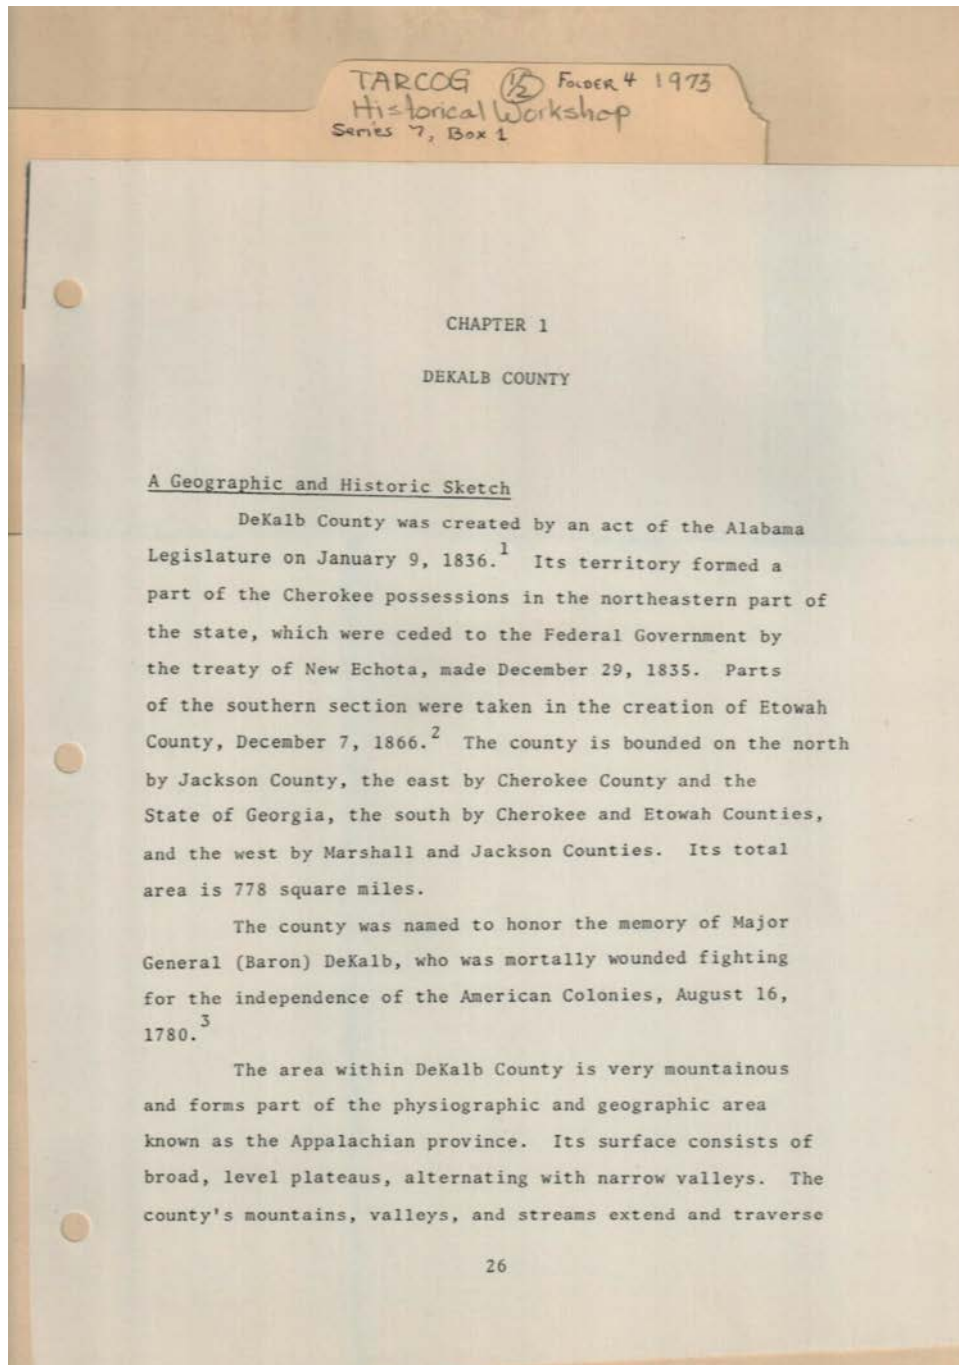 TARCOG 1/2 FOLDER 4 1973
Historical Workshop
Series 7, Box 1
CHAPTER 1
DEKALB COUNTY
A Geographic and Historic Sketch
DeKalb County was created by an act of the Alabama
Legislature on January 9, 1836.1 Its territory formed a
part of the Cherokee possessions in the northeastern part of
the state, which were ceded to the Federal Government by
the treaty of New Echota, made December 29, 1835. Parts
of the southern section were taken in the creation of Etowah
County, December 7, 1866.2 The county is bounded on the north
by Jackson County, the east by Cherokee County and the
State of Georgia, the south by Cherokee and Etowah Counties,
and the west by Marshall and Jackson Counties. Its total
area is 778 square miles.
The county was named to honor the memory of Major
General (Baron) DeKalb, who was mortally wounded fighting
for the independence of the American Colonies, August 16,
1780.3
The area within DeKalb County is very mountainous
and forms part of the physiographic and geographic area
known as the Appalachian province. Its surface consists of
broad, level plateaus, alternating with narrow valleys. The
county's mountains, valleys, and streams extend and traverse
26